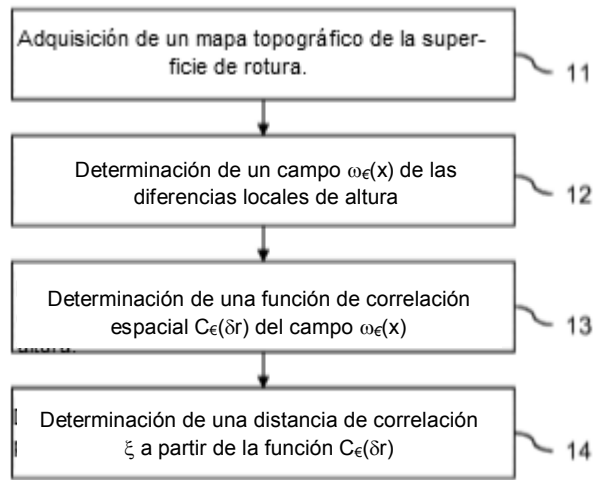 Adquisición de un mapa topográfico de la super-
ficie de rotura.
11
Determinación de un campo ωϵ(x) de las
diferencias locales de altura
12
Determinación de una función de correlación
espacial Cϵ(δr) del campo ωϵ(x)
13
Determinación de una distancia de correlación
ξ a partir de la función Cϵ(δr)
14